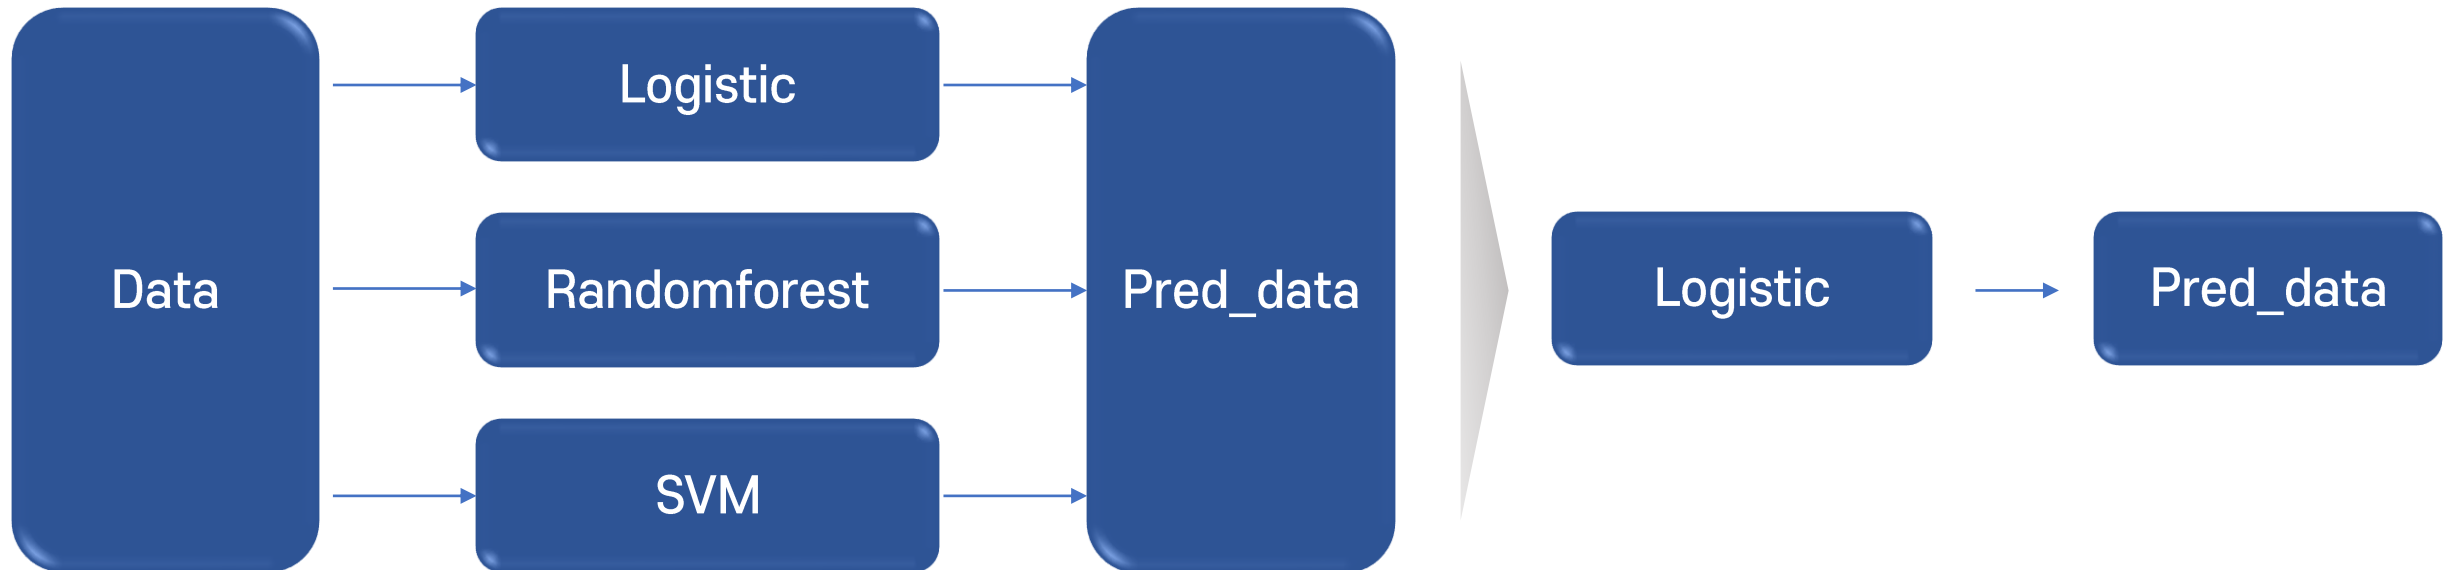 Data
Logistic
Randomforest
SVM
Pred_data
Logistic
Pred_data